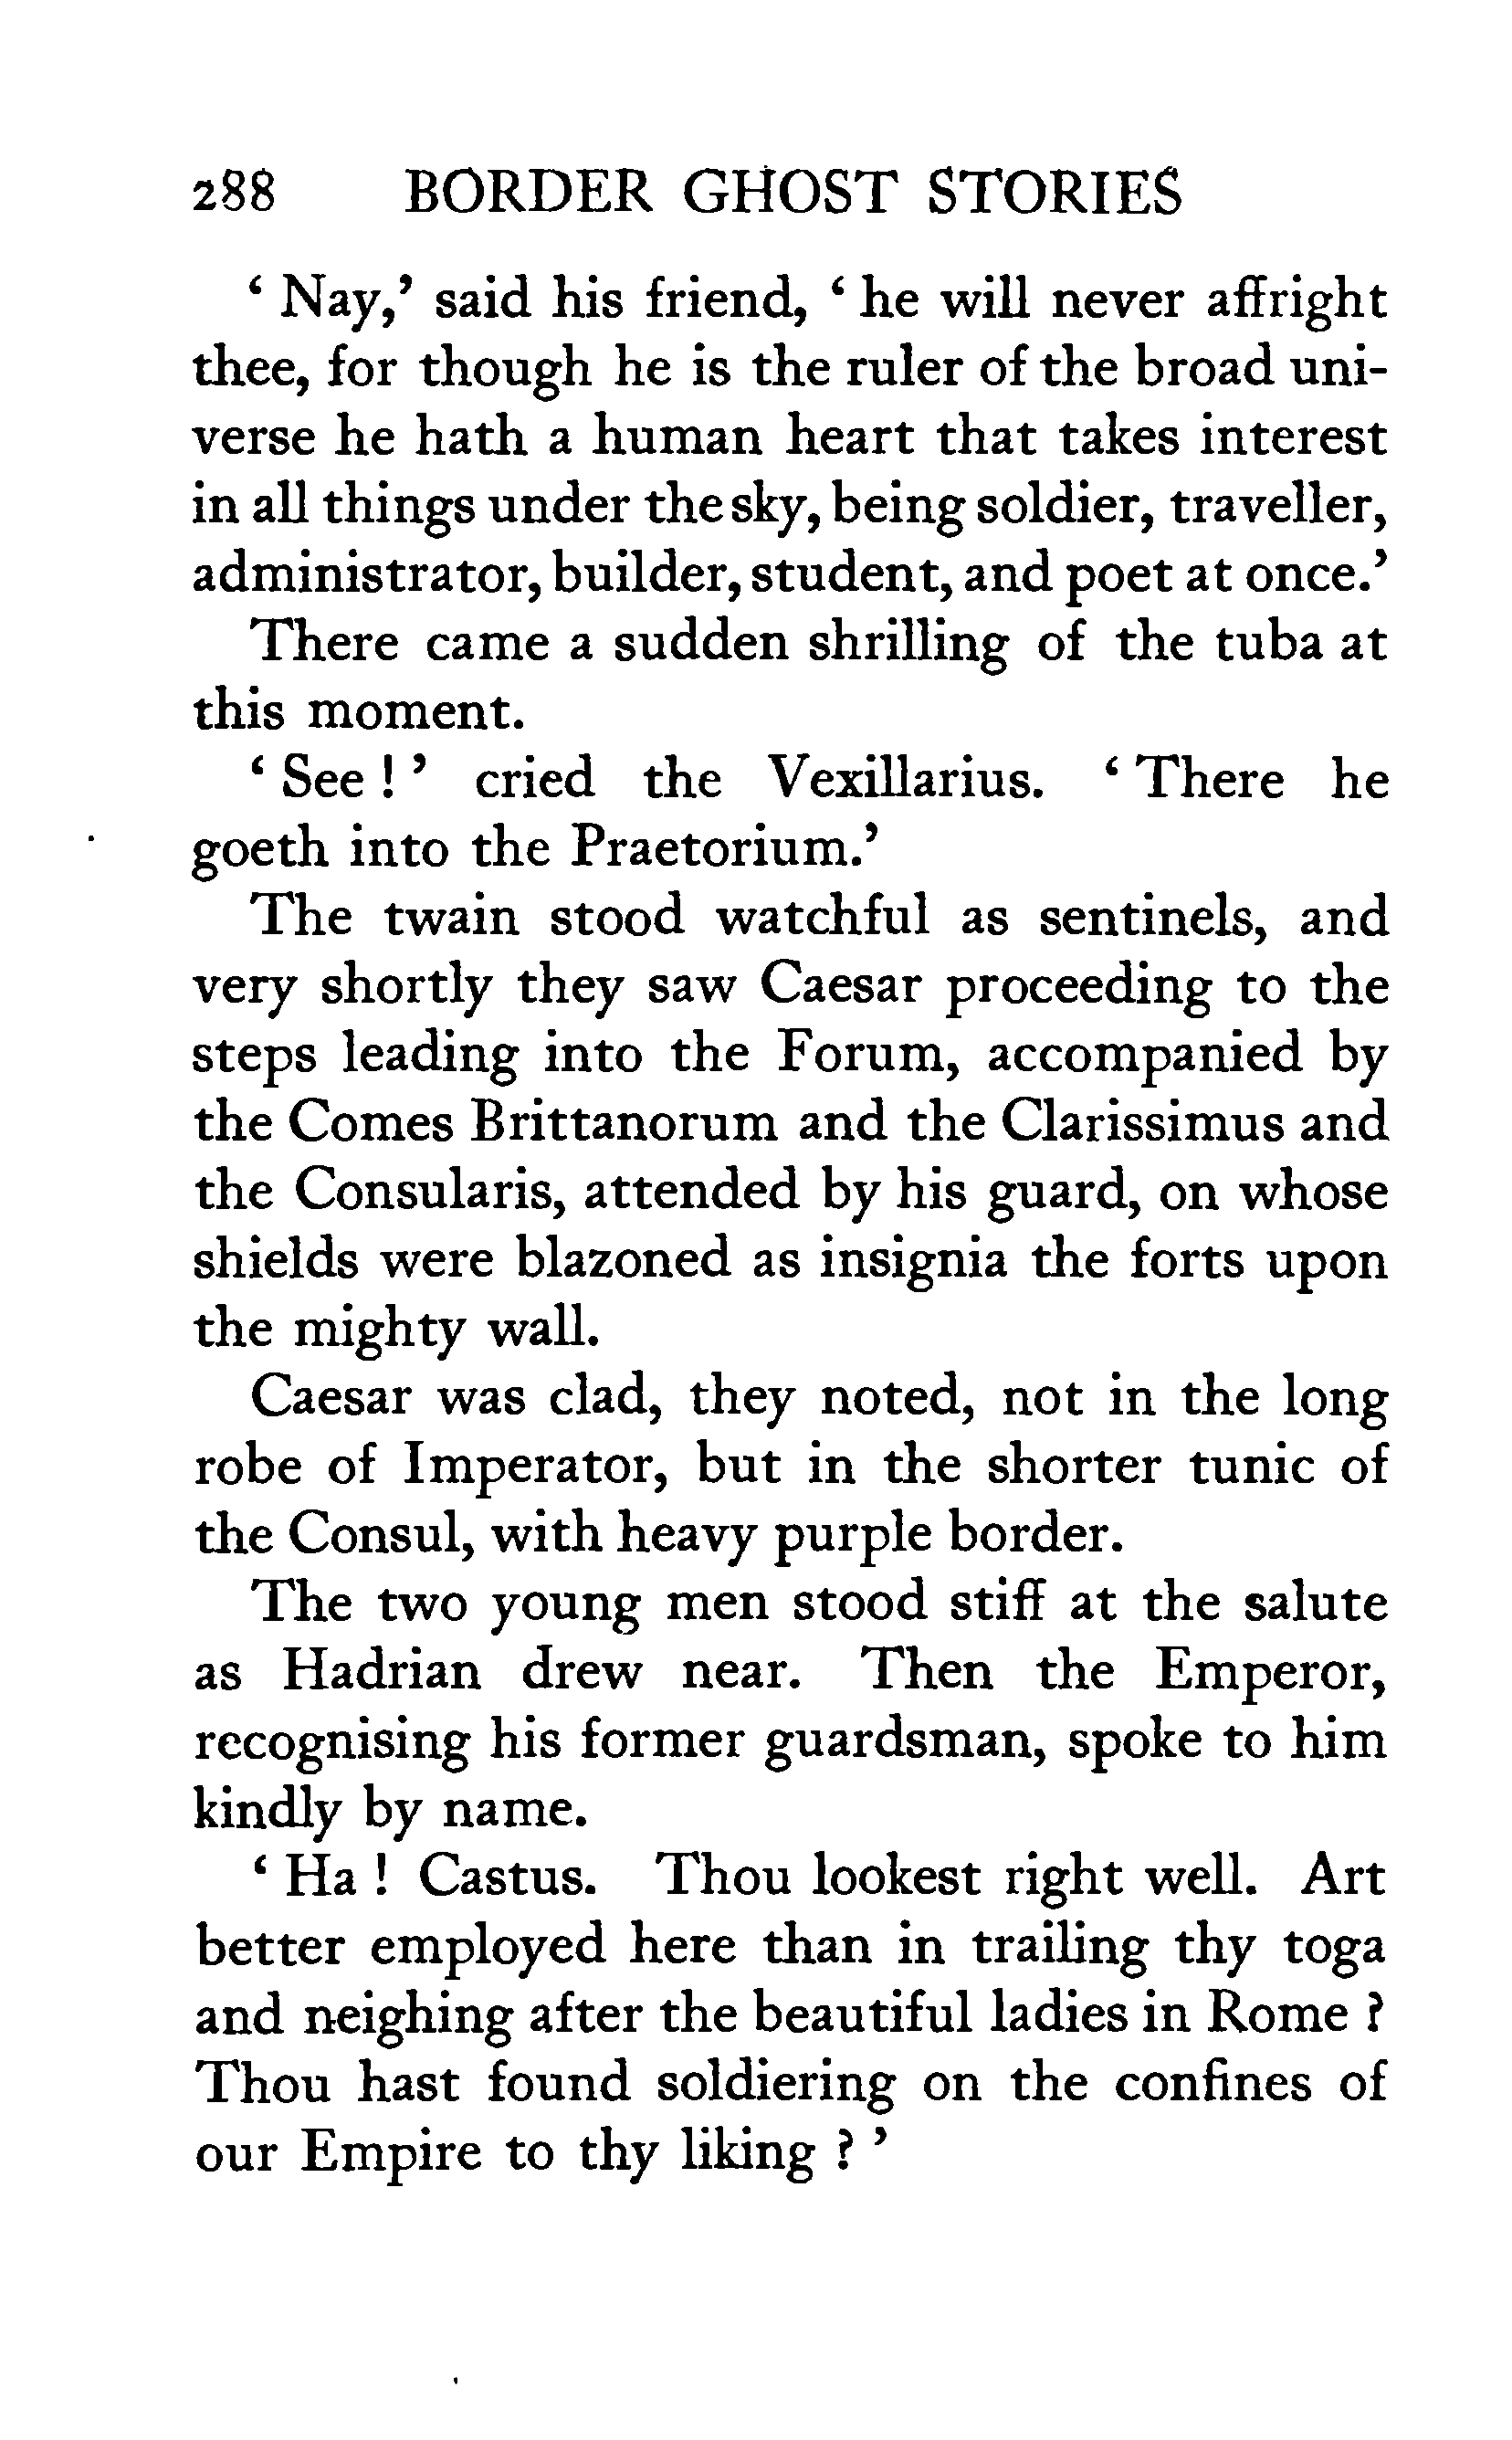 288 BORDER GHOST STORIES
‘ Nay,’ said his friend, ‘ he will never affright
thee, for though he is the ruler of the broad uni-
verse he hath a human heart that takes interest
in all things under the sky, being soldier, traveller,
administrator, builder, student, and poet at once.’
There came a sudden shrilling of the tuba at
this moment.
‘ See ! ’ cried the Vexillarius. ‘ There he
goeth into the Praetorium.’
The twain stood watchful as sentinels, and
very shortly they saw Caesar proceeding to the
steps leading into the Forum, accompanied by
the Comes Brittanorum and the Clarissimus and
the Consularis, attended by his guard, on whose
shields were blazoned as insignia the forts upon
the mighty wall.
Caesar was clad, they noted, not in the long
robe of Imperator, but in the shorter tunic of
the Consul, with heavy purple border.
The two young men stood stiff at the salute
as Hadrian drew near. Then the Emperor,
recognising his former guardsman, spoke to him
kindly by name.
‘ Ha ! Castus. Thou lookest right well. Art
better employed here than in trailing thy toga
and neighing after the beautiful ladies in Rome ?
Thou hast found soldiering on the confines of
our Empire to thy liking ? ’